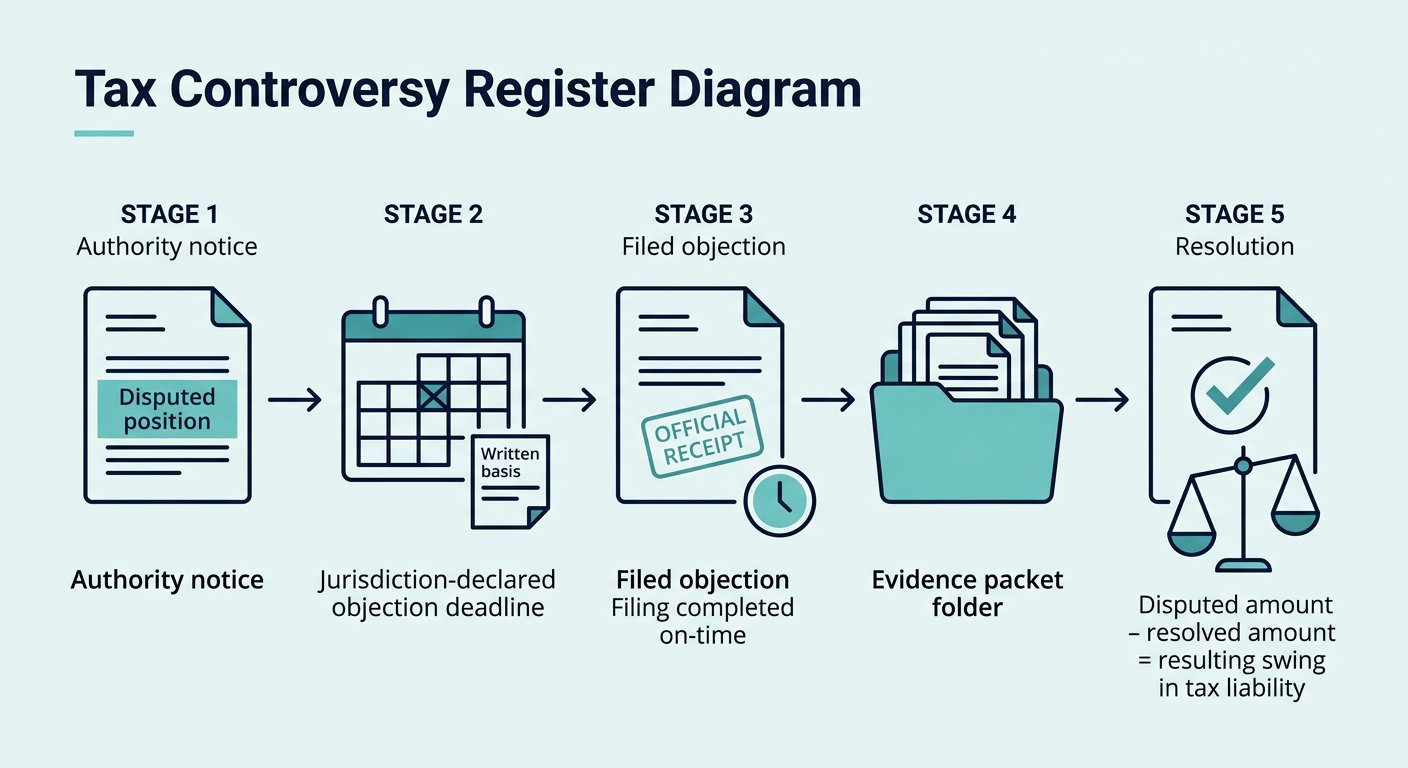 Tax Controversy Register Diagram
STAGE 1
Authority notice
Disputed
position
Authority notice
STAGE 2
Written
basis
Jurisdiction-declared
objection deadline
STAGE 3
Filed objection
OFFICIAL
RECEIPT
Filed objection
Filing completed
on-time
STAGE 4
Evidence packet
folder
STAGE 5
Resolution
Disputed amount
– resolved amount
= resulting swing
in tax liability